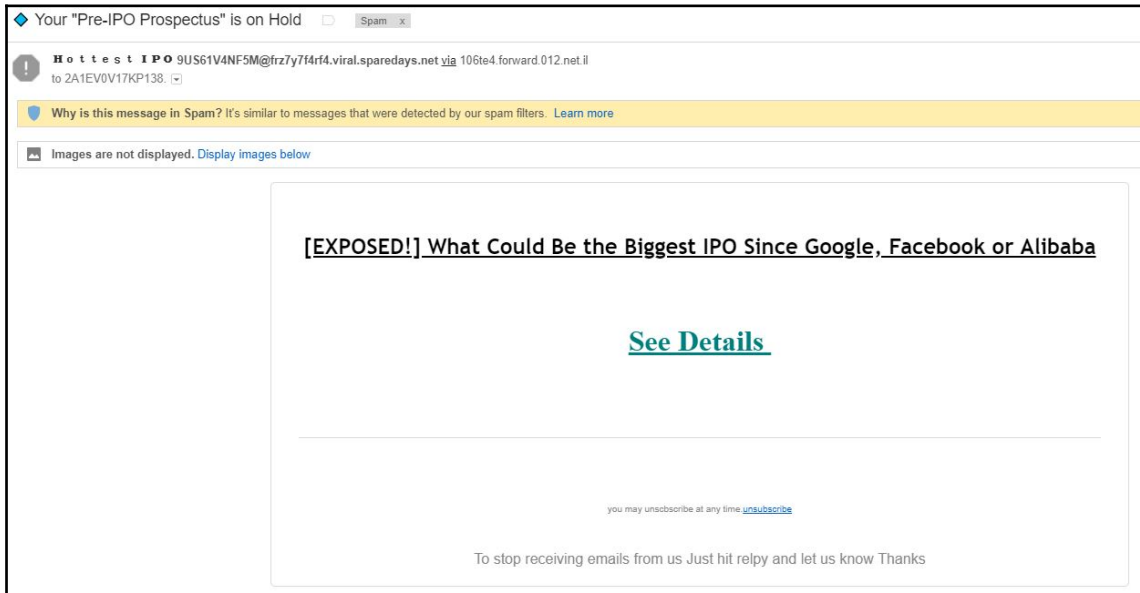 Your "Pre-IPO Prospectus" is on Hold Spam x
H o t t e s t I P O 9US61V4NF5M@frz7y7f4rf4.viral.sparedays.net via 106te4.forward.012.net.il
to 2A1EV0V17KP138.
Why is this message in Spam? It's similar to messages that were detected by our spam filters. Learn more
Images are not displayed. Display images below
[EXPOSED!] What Could Be the Biggest IPO Since Google, Facebook or Alibaba
See Details
you may unscbscribe at any time.unsubscribe
To stop receiving emails from us Just hit relpy and let us know Thanks